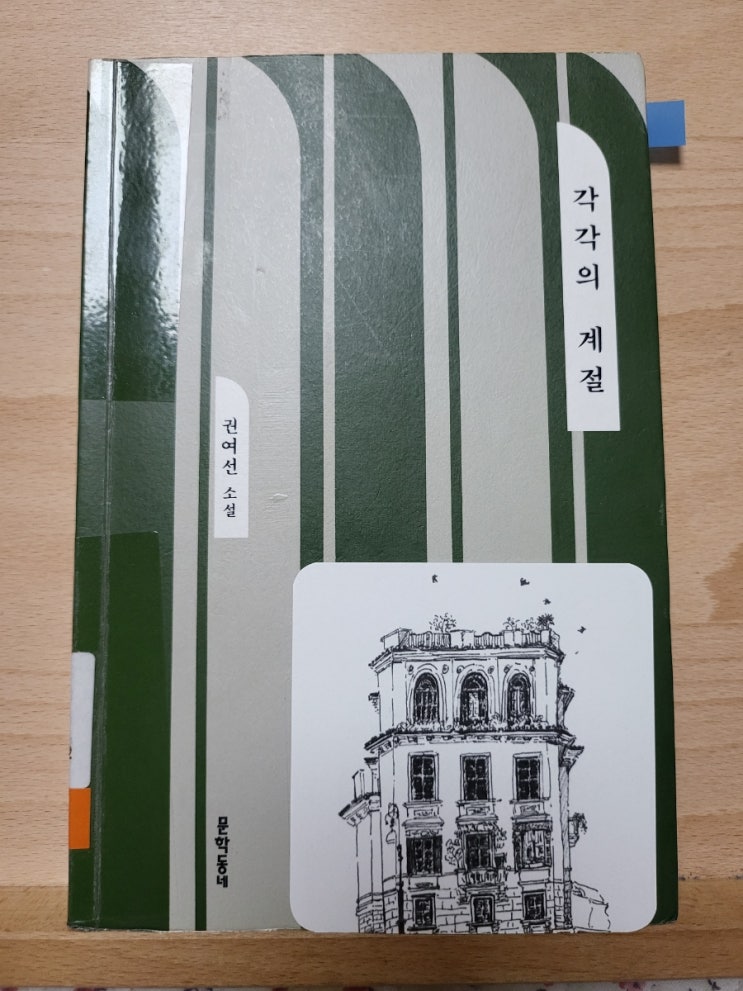 각각의 계절
권여선 소설
문학동네